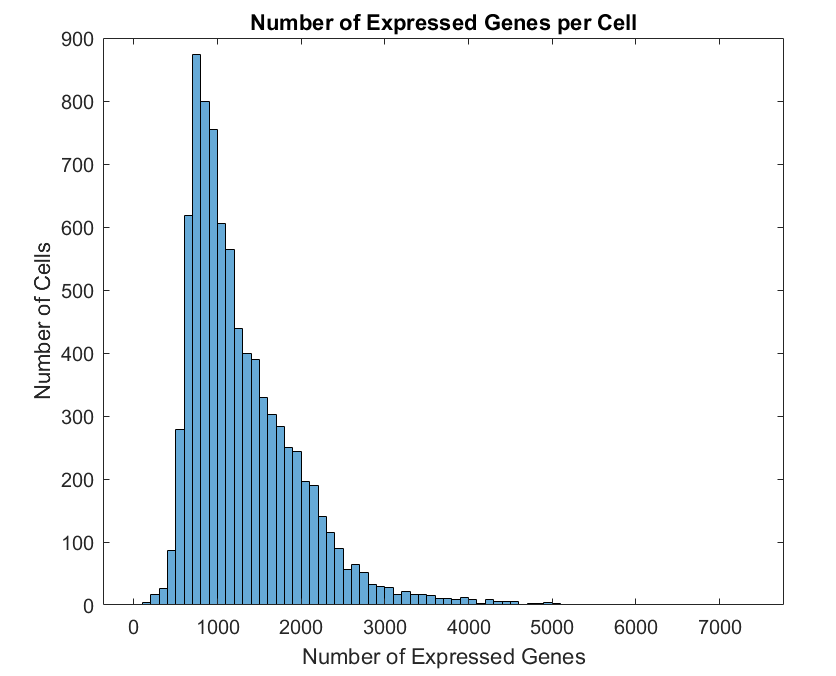 Number of Expressed Genes per Cell
900
800
700
600
500
400
300
200
100
0
Number of Cells
0 1000 2000 3000 4000 5000 6000 7000
Number of Expressed Genes